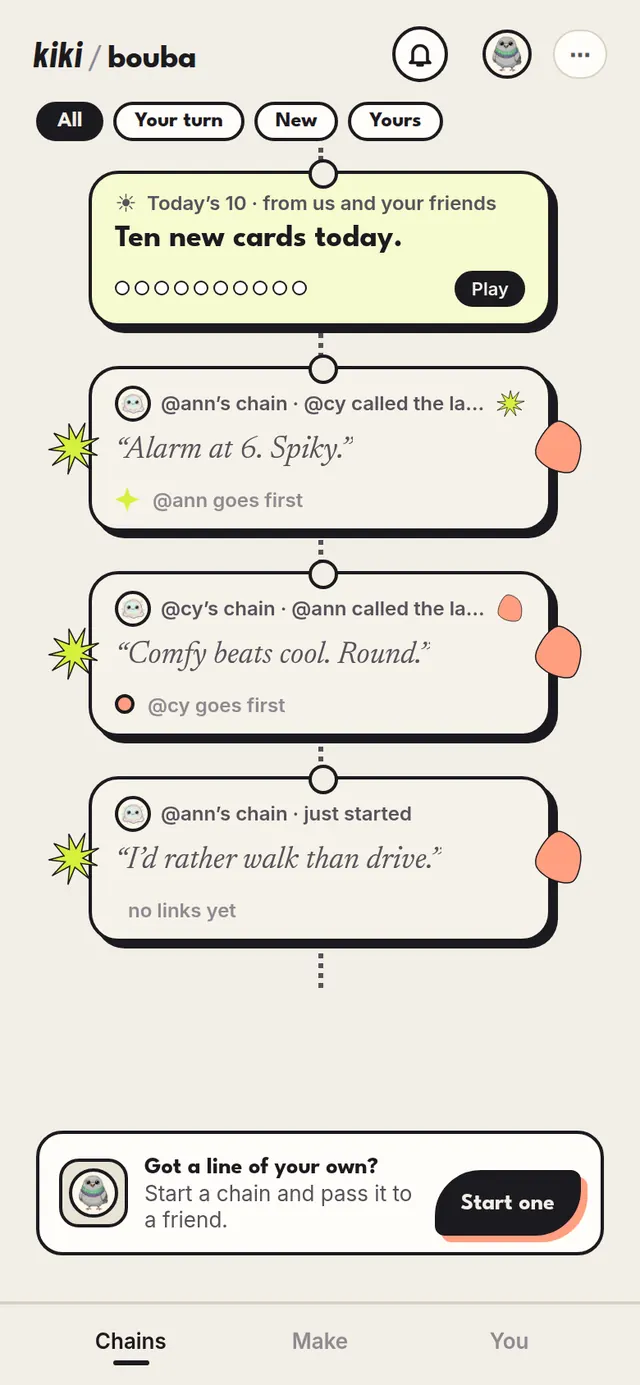 kiki / bouba
All
Your turn
New
Yours
Today’s 10 · from us and your friends
Ten new cards today.
Play
@ann’s chain · @cy called the la…
“Alarm at 6. Spiky.”
@ann goes first
@cy’s chain · @ann called the la…
“Comfy beats cool. Round.”
@cy goes first
@ann’s chain · just started
“I’d rather walk than drive.”
no links yet
Got a line of your own?
Start a chain and pass it to
a friend.
Start one
Chains
Make
You